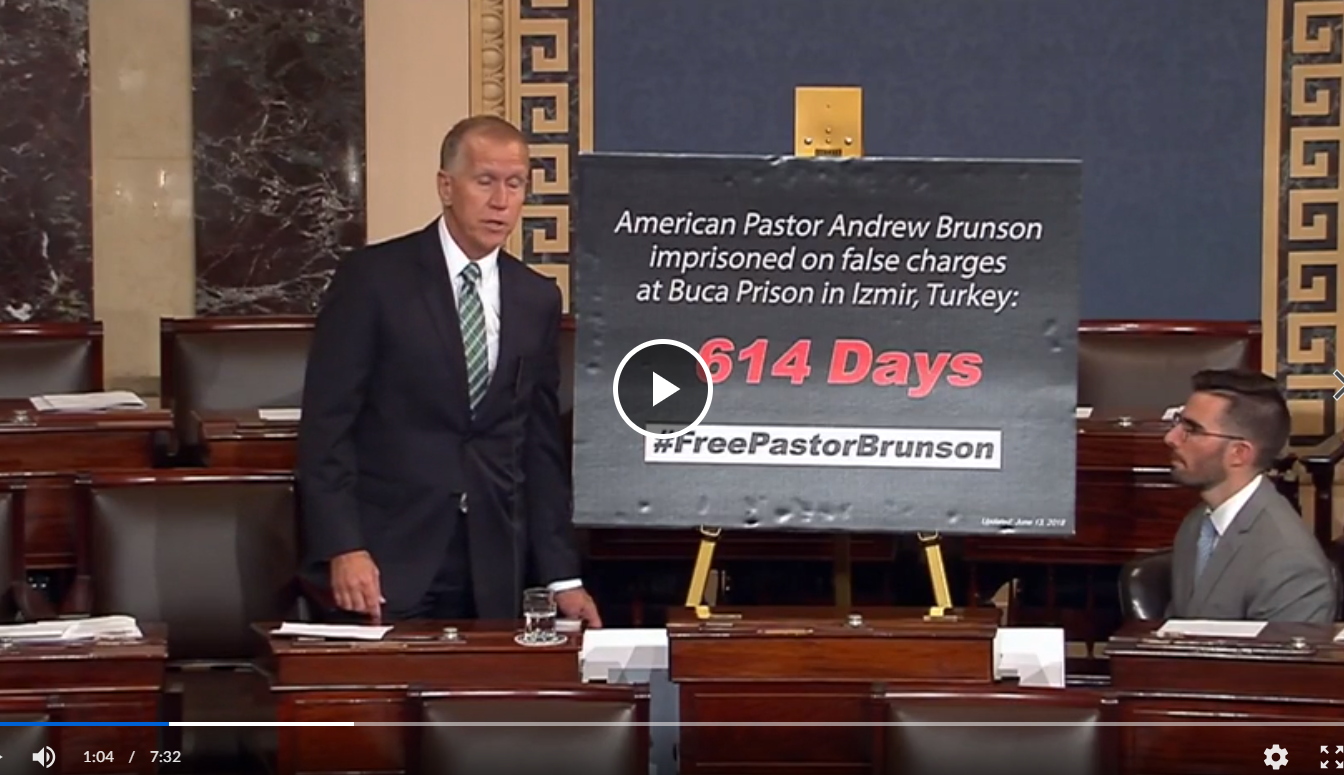 American Pastor Andrew Brunson
imprisoned on false charges
at Buca Prison in Izmir, Turkey:
614 Days
#FreePastorBrunson
Updated: June 13, 2018
1:04 / 7:32